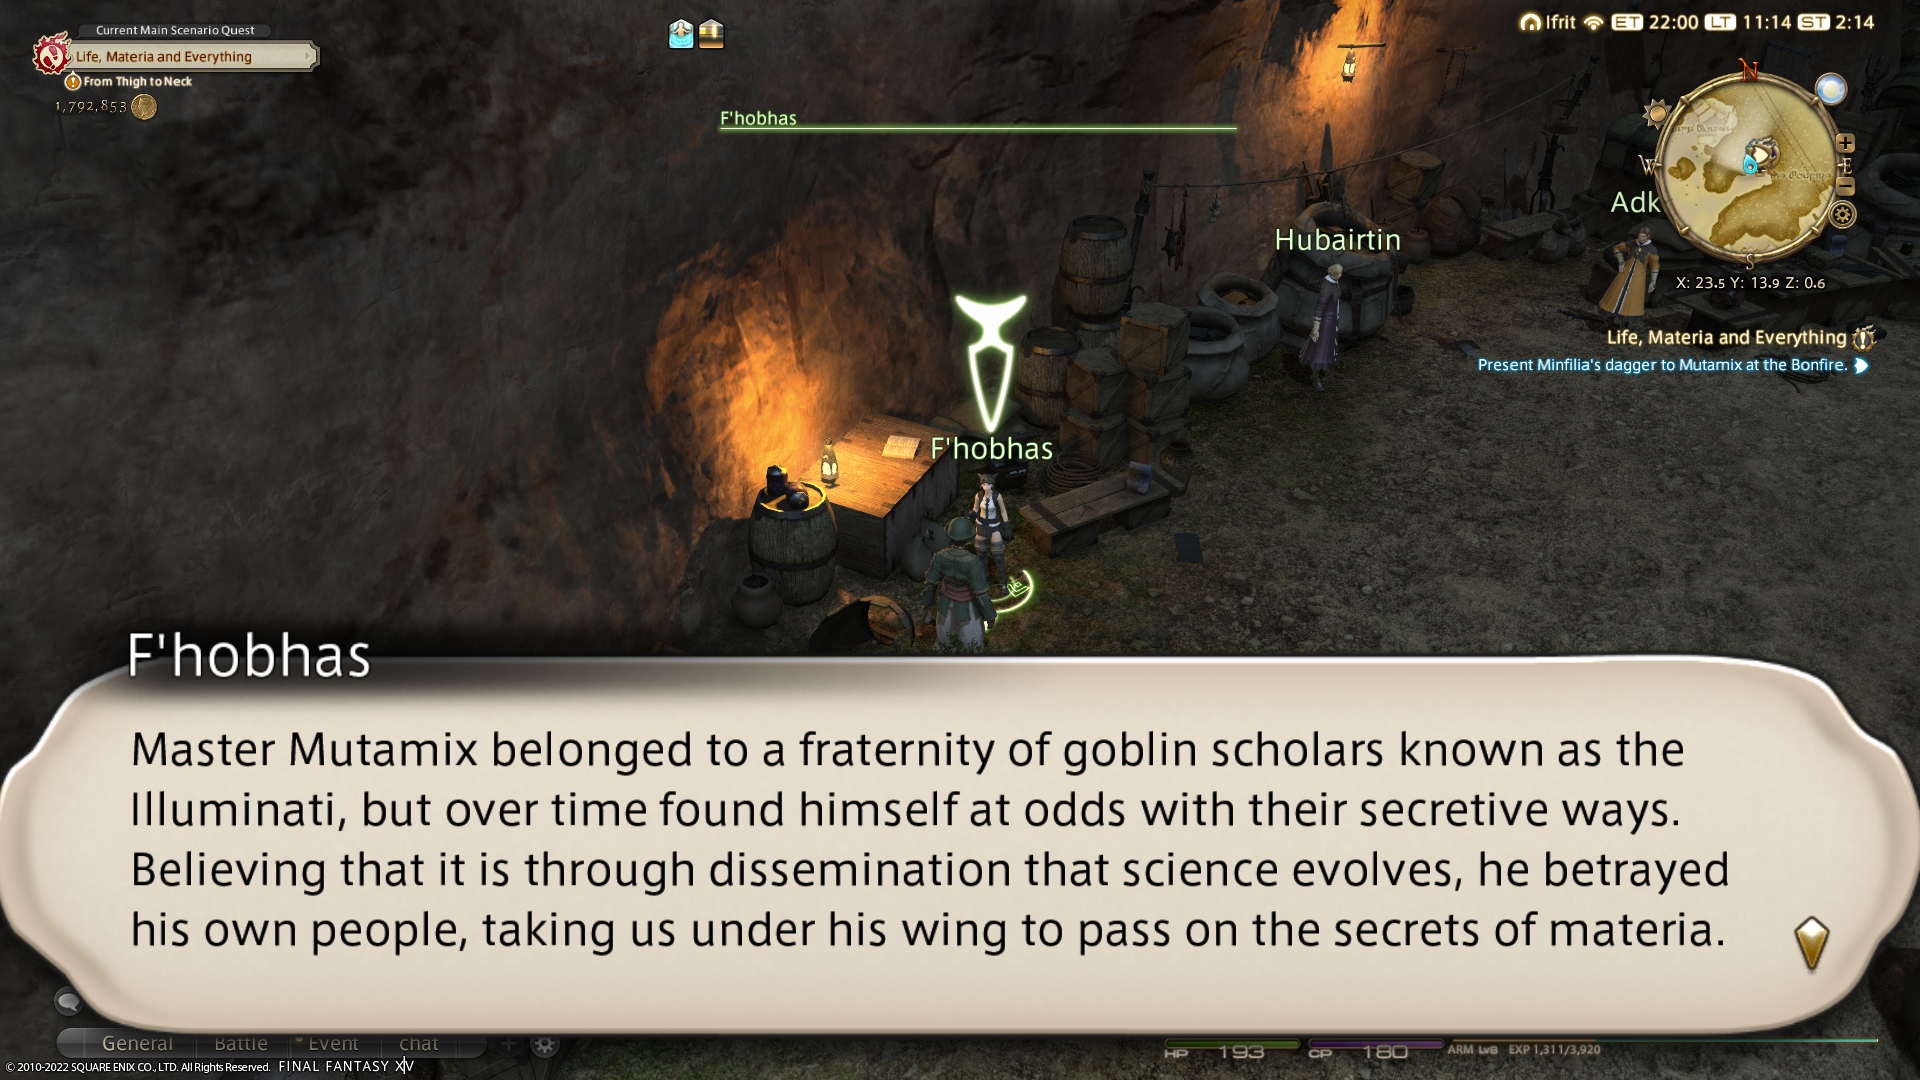 Current Main Scenario Quest
Life, Materia and Everything
From Thigh to Neck
1,792,853
Ifrit ET 22:00 LT 11:14 ST 2:14
F'hobhas
N
W
E
S
X: 23.5 Y: 13.9 Z: 0.6
Life, Materia and Everything
Present Minfilia's dagger to Mutamix at the Bonfire.
Adk
Hubairtin
F'hobhas
F'hobhas
Master Mutamix belonged to a fraternity of goblin scholars known as the
Illuminati, but over time found himself at odds with their secretive ways.
Believing that it is through dissemination that science evolves, he betrayed
his own people, taking us under his wing to pass on the secrets of materia.
General Battle Event chat
HP 193 CP 180 ARM Lv8 EXP 1,311/3,920
© 2010-2022 SQUARE ENIX CO., LTD. All Rights Reserved. FINAL FANTASY XIV